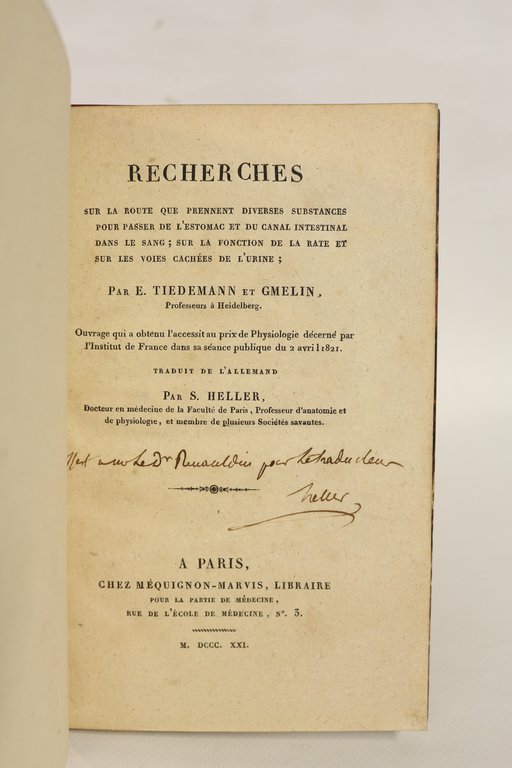 RECHERCHES
SUR LA ROUTE QUE PRENNENT DIVERSES SUBSTANCES
POUR PASSER DE L'ESTOMAC ET DU CANAL INTESTINAL
DANS LE SANG ; SUR LA FONCTION DE LA RATE ET
SUR LES VOIES CACHÉES DE L'URINE ;
PAR E. TIEDEMANN ET GMELIN,
Professeurs à Heidelberg.
Ouvrage qui a obtenu l'accessit au prix de Physiologie décerné par
l'Institut de France dans sa séance publique du 2 avril 1821.
TRADUIT DE L'ALLEMAND
PAR S. HELLER,
Docteur en médecine de la Faculté de Paris, Professeur d'anatomie et
de physiologie, et membre de plusieurs Sociétés savantes.
Dr Renauldin par le traducteur
heller
A PARIS,
CHEZ MÉQUIGNON-MARVIS, LIBRAIRE
POUR LA PARTIE DE MÉDECINE,
RUE DE L'ÉCOLE DE MÉDECINE, N°. 3.
M. DCCC. XXI.